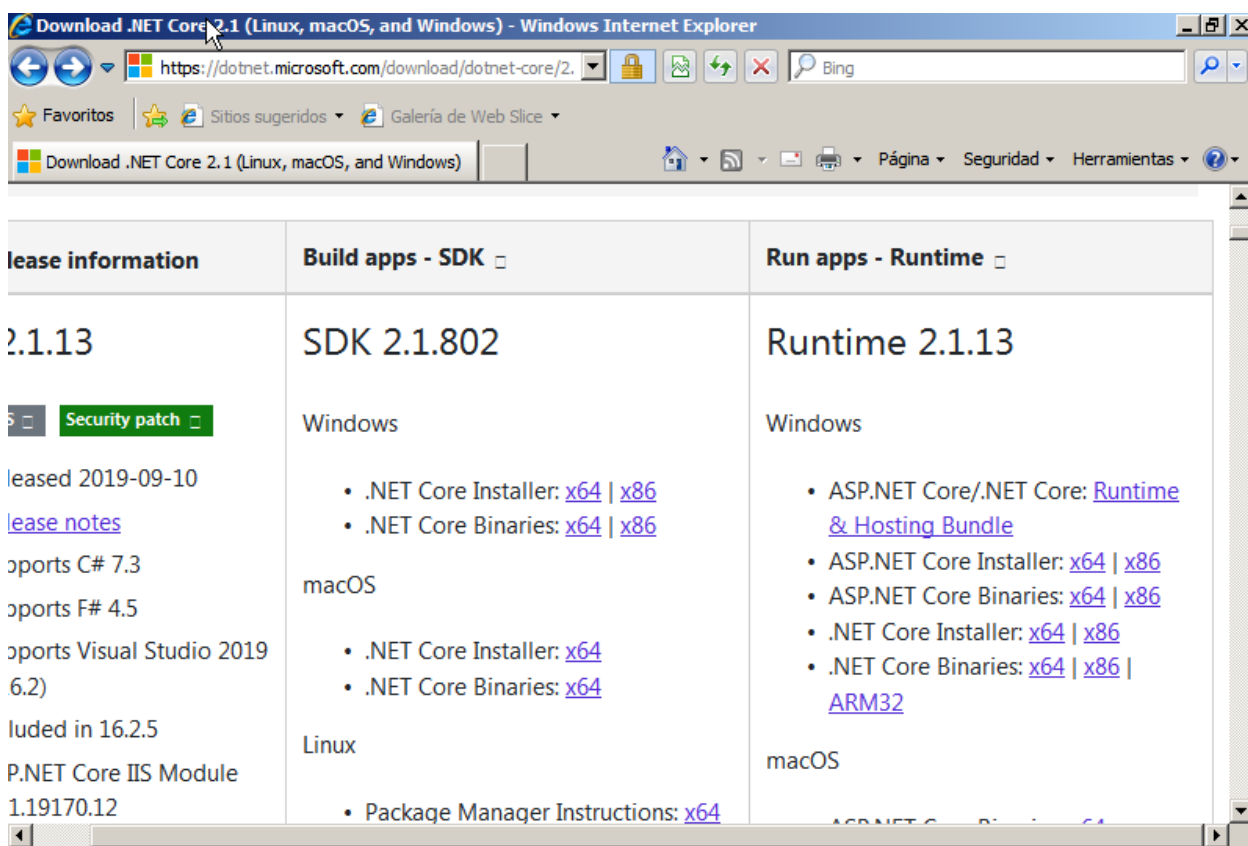 Download .NET Core 2.1 (Linux, macOS, and Windows) - Windows Internet Explorer
https://dotnet.microsoft.com/download/dotnet-core/2.
Bing
Favoritos
Sitios sugeridos
Galería de Web Slice
Download .NET Core 2.1 (Linux, macOS, and Windows)
Página
Seguridad
Herramientas
lease information
2.1.13
S
Security patch
leased 2019-09-10
lease notes
pports C# 7.3
pports F# 4.5
pports Visual Studio 2019
6.2)
luded in 16.2.5
P.NET Core IIS Module
1.19170.12
Build apps - SDK
SDK 2.1.802
Windows
• .NET Core Installer: x64 | x86
• .NET Core Binaries: x64 | x86
macOS
• .NET Core Installer: x64
• .NET Core Binaries: x64
Linux
• Package Manager Instructions: x64
Run apps - Runtime
Runtime 2.1.13
Windows
• ASP.NET Core/.NET Core: Runtime
& Hosting Bundle
• ASP.NET Core Installer: x64 | x86
• ASP.NET Core Binaries: x64 | x86
• .NET Core Installer: x64 | x86
• .NET Core Binaries: x64 | x86 |
ARM32
macOS